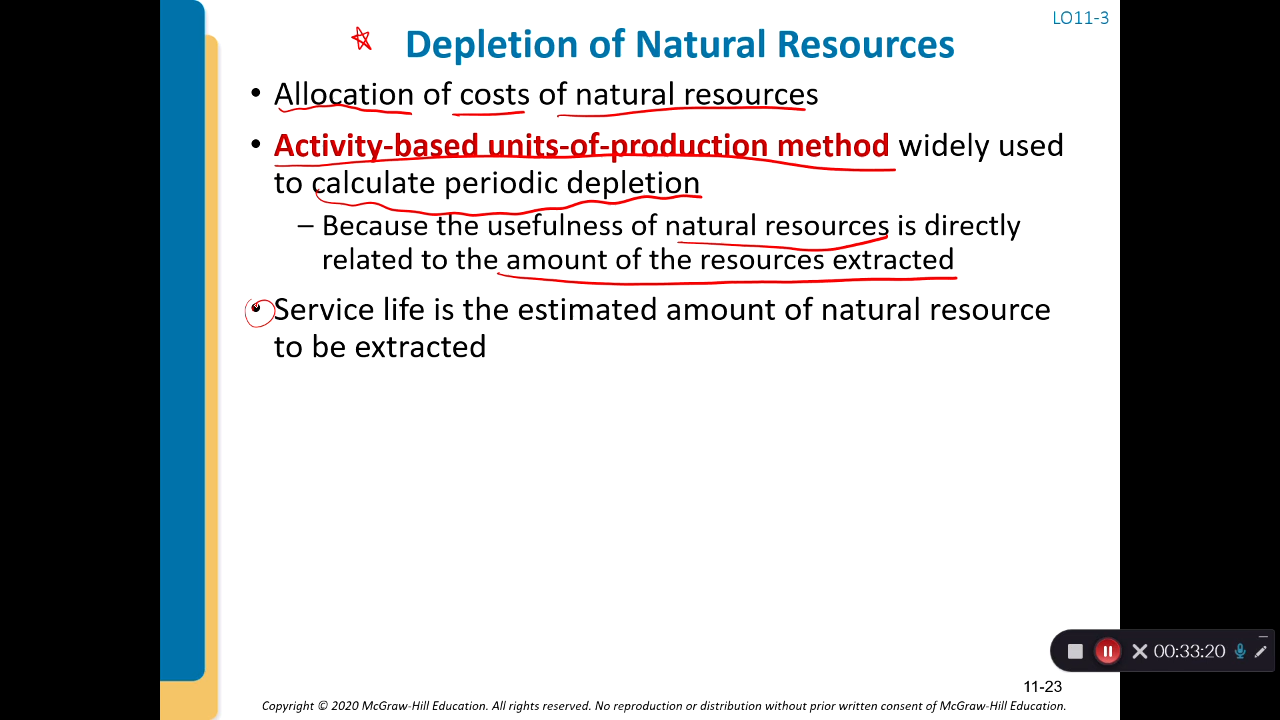 LO11-3
Depletion of Natural Resources
• Allocation of costs of natural resources
• Activity-based units-of-production method widely used
to calculate periodic depletion
– Because the usefulness of natural resources is directly
related to the amount of the resources extracted
• Service life is the estimated amount of natural resource
to be extracted
00:33:20
11-23
Copyright © 2020 McGraw-Hill Education. All rights reserved. No reproduction or distribution without prior written consent of McGraw-Hill Education.